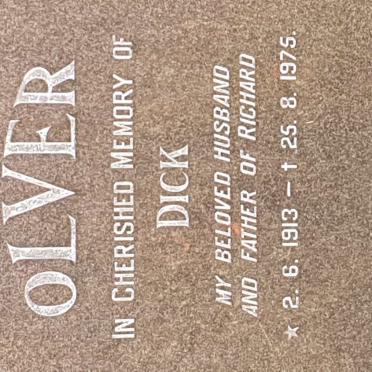 OLVER
IN CHERISHED MEMORY OF
DICK
MY BELOVED HUSBAND
AND FATHER OF RICHARD
★ 2. 6. 1913 – † 25. 8. 1975.